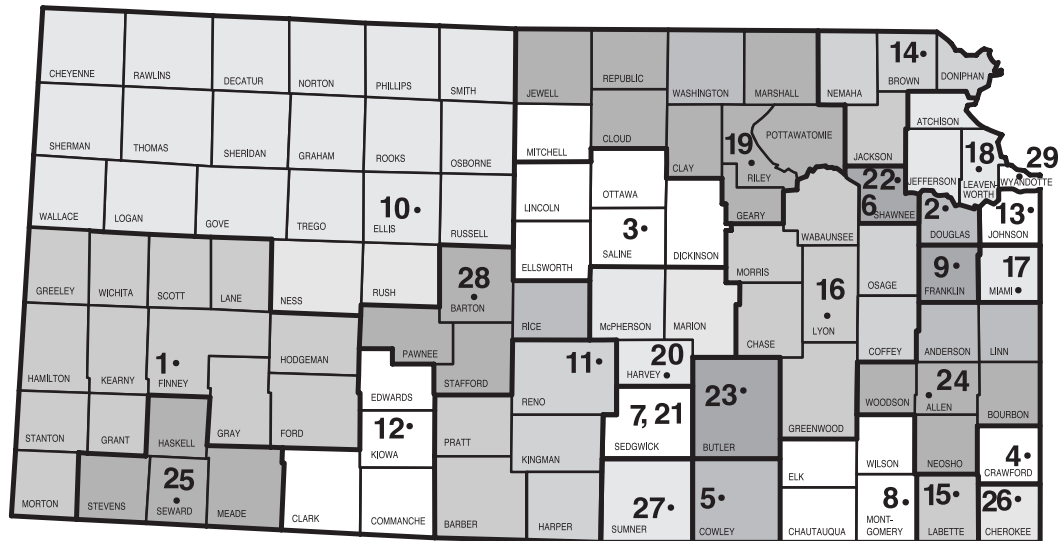 CHEYENNE
RAWLINS
DECATUR
NORTON
PHILLIPS
SMITH
JEWELL
REPUBLIC
WASHINGTON
MARSHALL
NEMAHA
14
BROWN
DONIPHAN
SHERMAN
THOMAS
SHERIDAN
GRAHAM
ROOKS
OSBORNE
MITCHELL
CLOUD
CLAY
19
RILEY
POTTAWATOMIE
JACKSON
ATCHISON
JEFFERSON
18
LEAVEN-
WORTH
29
WYANDOTTE
WALLACE
LOGAN
GOVE
TREGO
10
ELLIS
RUSSELL
LINCOLN
OTTAWA
3
SALINE
DICKINSON
GEARY
WABAUNSEE
22
6
SHAWNEE
2
DOUGLAS
13
JOHNSON
GREELEY
WICHITA
SCOTT
LANE
NESS
RUSH
28
BARTON
ELLSWORTH
RICE
McPHERSON
MARION
MORRIS
CHASE
16
LYON
OSAGE
COFFEY
9
FRANKLIN
17
MIAMI
ANDERSON
LINN
HAMILTON
KEARNY
1
FINNEY
HODGEMAN
PAWNEE
STAFFORD
EDWARDS
11
RENO
20
HARVEY
7, 21
SEDGWICK
23
BUTLER
GREENWOOD
WOODSON
24
ALLEN
BOURBON
STANTON
GRANT
HASKELL
GRAY
FORD
12
KIOWA
PRATT
KINGMAN
ELK
WILSON
NEOSHO
4
CRAWFORD
MORTON
STEVENS
25
SEWARD
MEADE
CLARK
COMMANCHE
BARBER
HARPER
27
SUMNER
5
COWLEY
CHAUTAUQUA
8
MONT-
GOMERY
15
LABETTE
26
CHEROKEE